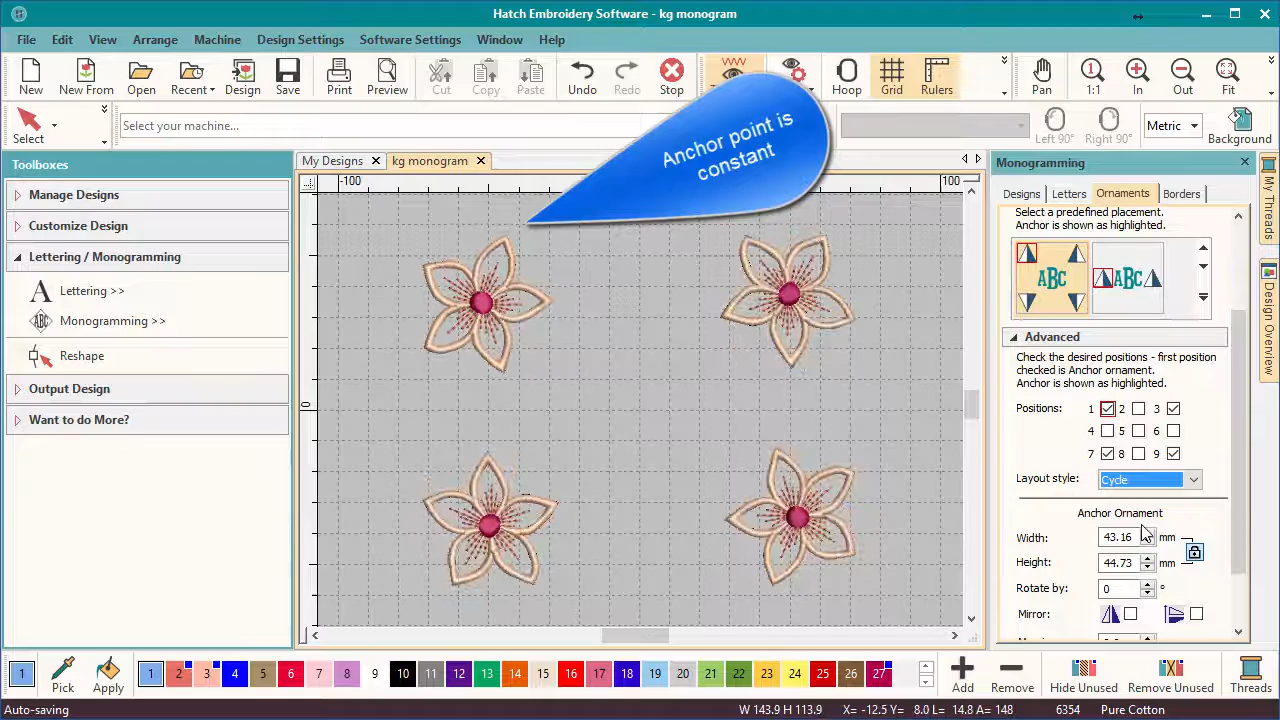 Hatch Embroidery Software - kg monogram
File Edit View Arrange Machine Design Settings Software Settings Window Help
New New From Open Recent Design Save Print Preview Cut Copy Paste Undo Redo Stop Hoop Grid Rulers Pan 1:1 In Out Fit
Select
Select your machine...
Left 90° Right 90°
Metric
Background
Anchor point is
constant
Toolboxes
Manage Designs
Customize Design
Lettering / Monogramming
Lettering >>
Monogramming >>
Reshape
Output Design
Want to do More?
My Designs kg monogram
-100 100
0
Monogramming
Designs Letters Ornaments Borders
Select a predefined placement.
Anchor is shown as highlighted.
ABC ABC
Advanced
Check the desired positions - first position
checked is Anchor ornament.
Anchor is shown as highlighted.
Positions: 1 2 3
4 5 6
7 8 9
Layout style: Cycle
Anchor Ornament
Width: 43.16 mm
Height: 44.73 mm
Rotate by: 0 °
Mirror:
My Threads
Design Overview
1 Pick Apply 1 2 3 4 5 6 7 8 9 10 11 12 13 14 15 16 17 18 19 20 21 22 23 24 25 26 27 Add Remove Hide Unused Remove Unused Threads
Auto-saving W 143.9 H 113.9 X= -12.5 Y= 8.0 L= 14.8 A= 148 6354 Pure Cotton